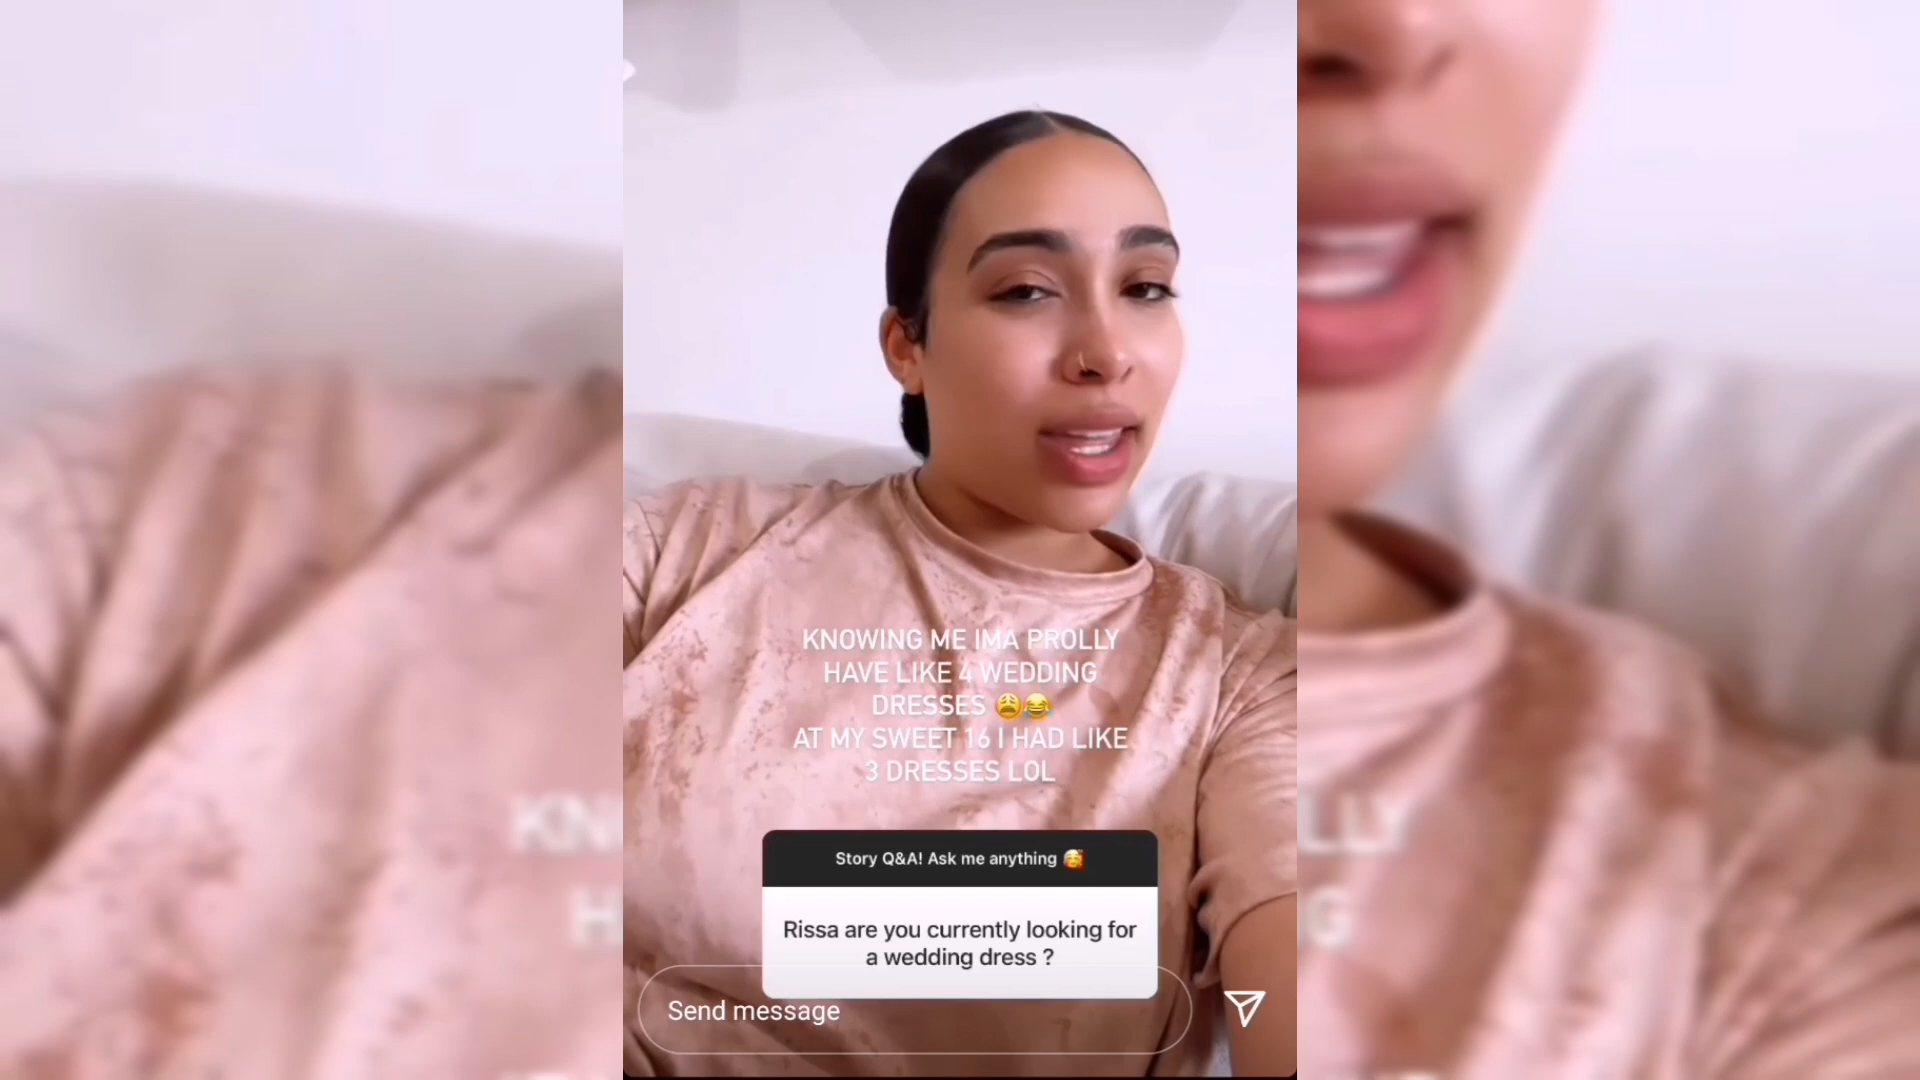 KNOWING ME IMA PROLLY
HAVE LIKE 4 WEDDING
DRESSES 😩😂
AT MY SWEET 16 I HAD LIKE
3 DRESSES LOL
Story Q&A! Ask me anything 🥰
Rissa are you currently looking for
a wedding dress ?
Send message